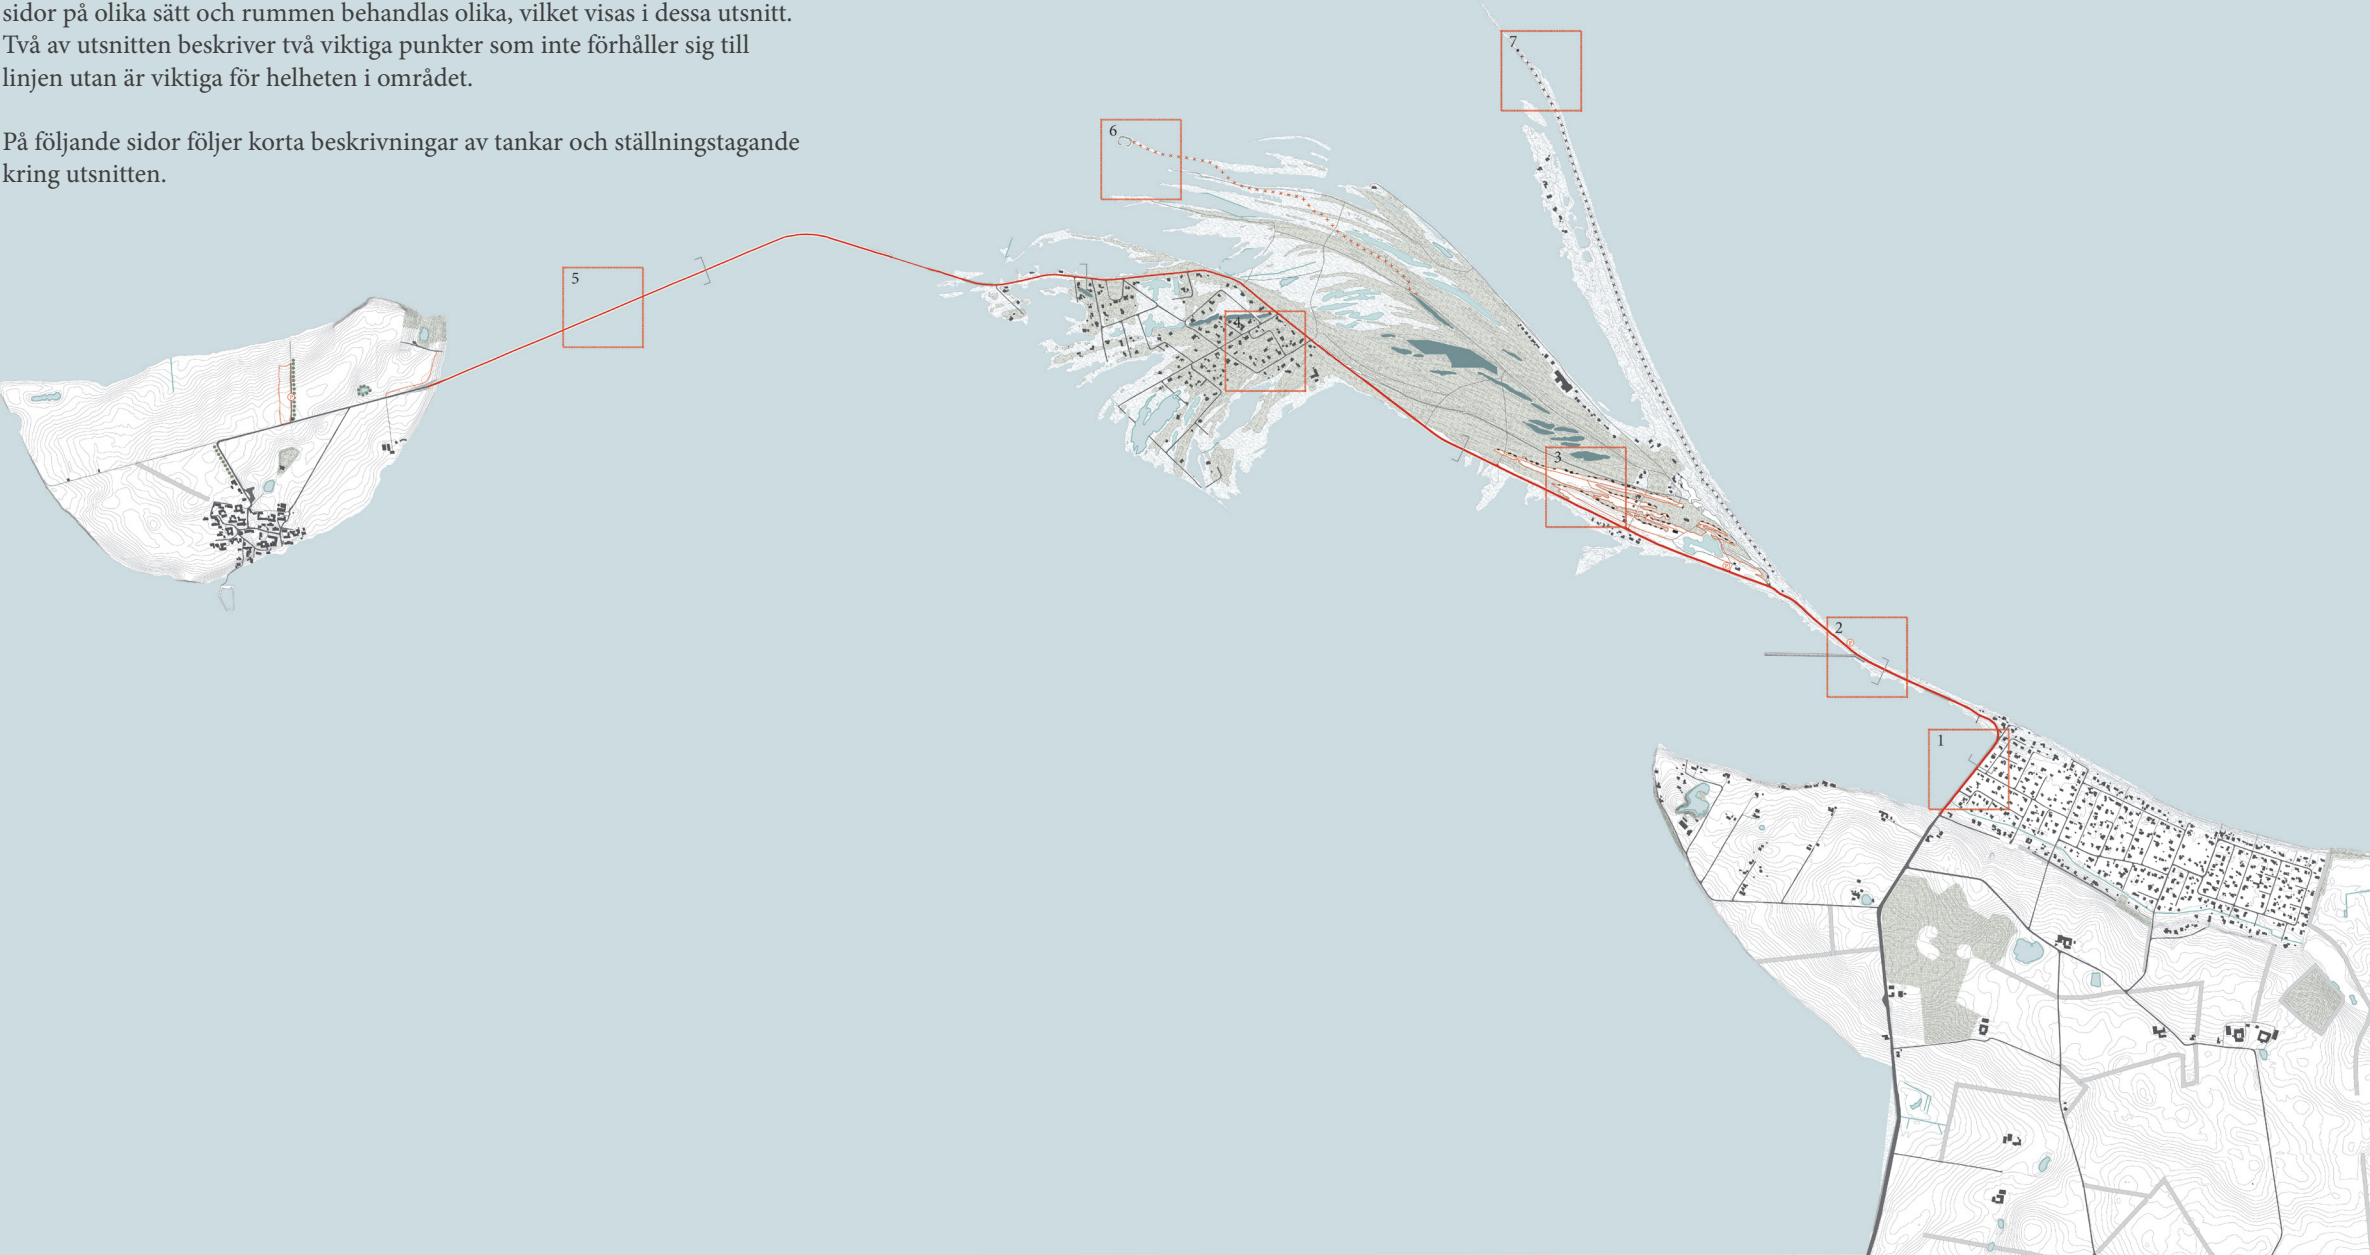 sidor på olika sätt och rummen behandlas olika, vilket visas i dessa utsnitt.
Två av utsnitten beskriver två viktiga punkter som inte förhåller sig till
linjen utan är viktiga för helheten i området.
På följande sidor följer korta beskrivningar av tankar och ställningstagande
kring utsnitten.
7
6
5
4
3
2
1